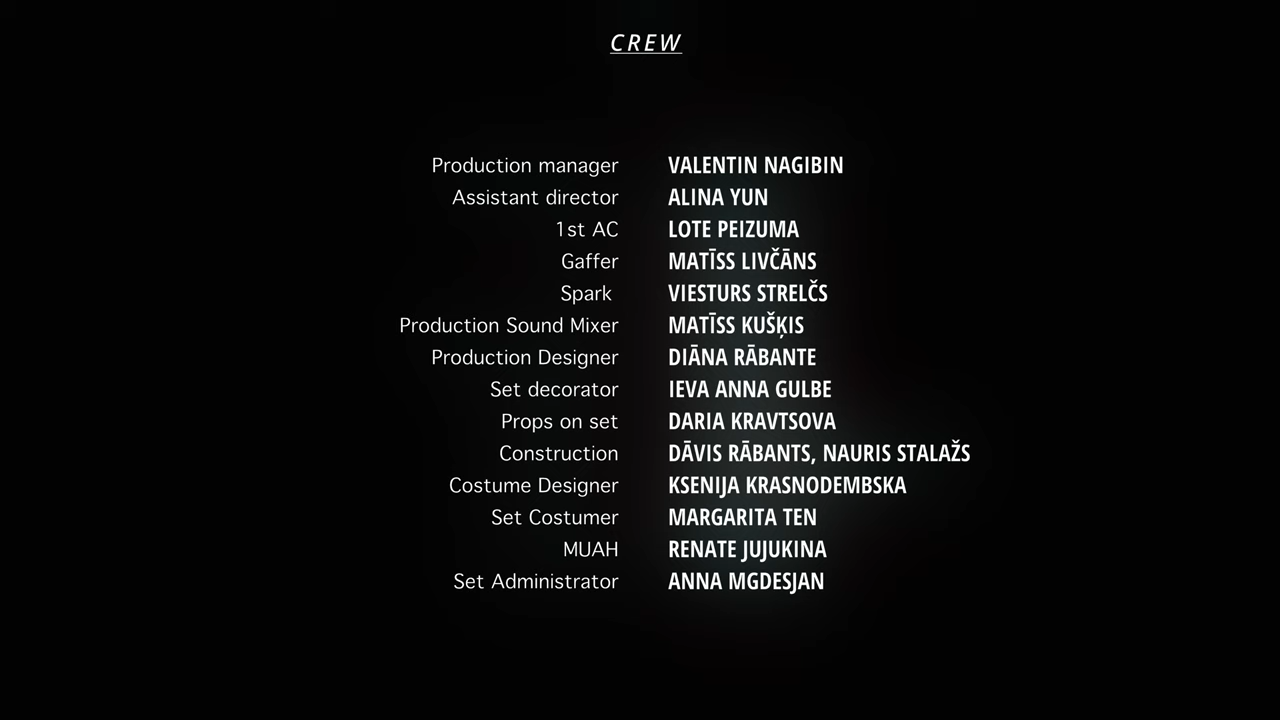 CREW
Production manager VALENTIN NAGIBIN
Assistant director ALINA YUN
1st AC LOTE PEIZUMA
Gaffer MATĪSS LIVČĀNS
Spark VIESTURS STRELČS
Production Sound Mixer MATĪSS KUŠĶIS
Production Designer DIĀNA RĀBANTE
Set decorator IEVA ANNA GULBE
Props on set DARIA KRAVTSOVA
Construction DĀVIS RĀBANTS, NAURIS STALAŽS
Costume Designer KSENIJA KRASNODEMBSKA
Set Costumer MARGARITA TEN
MUAH RENATE JUJUKINA
Set Administrator ANNA MGDESJAN